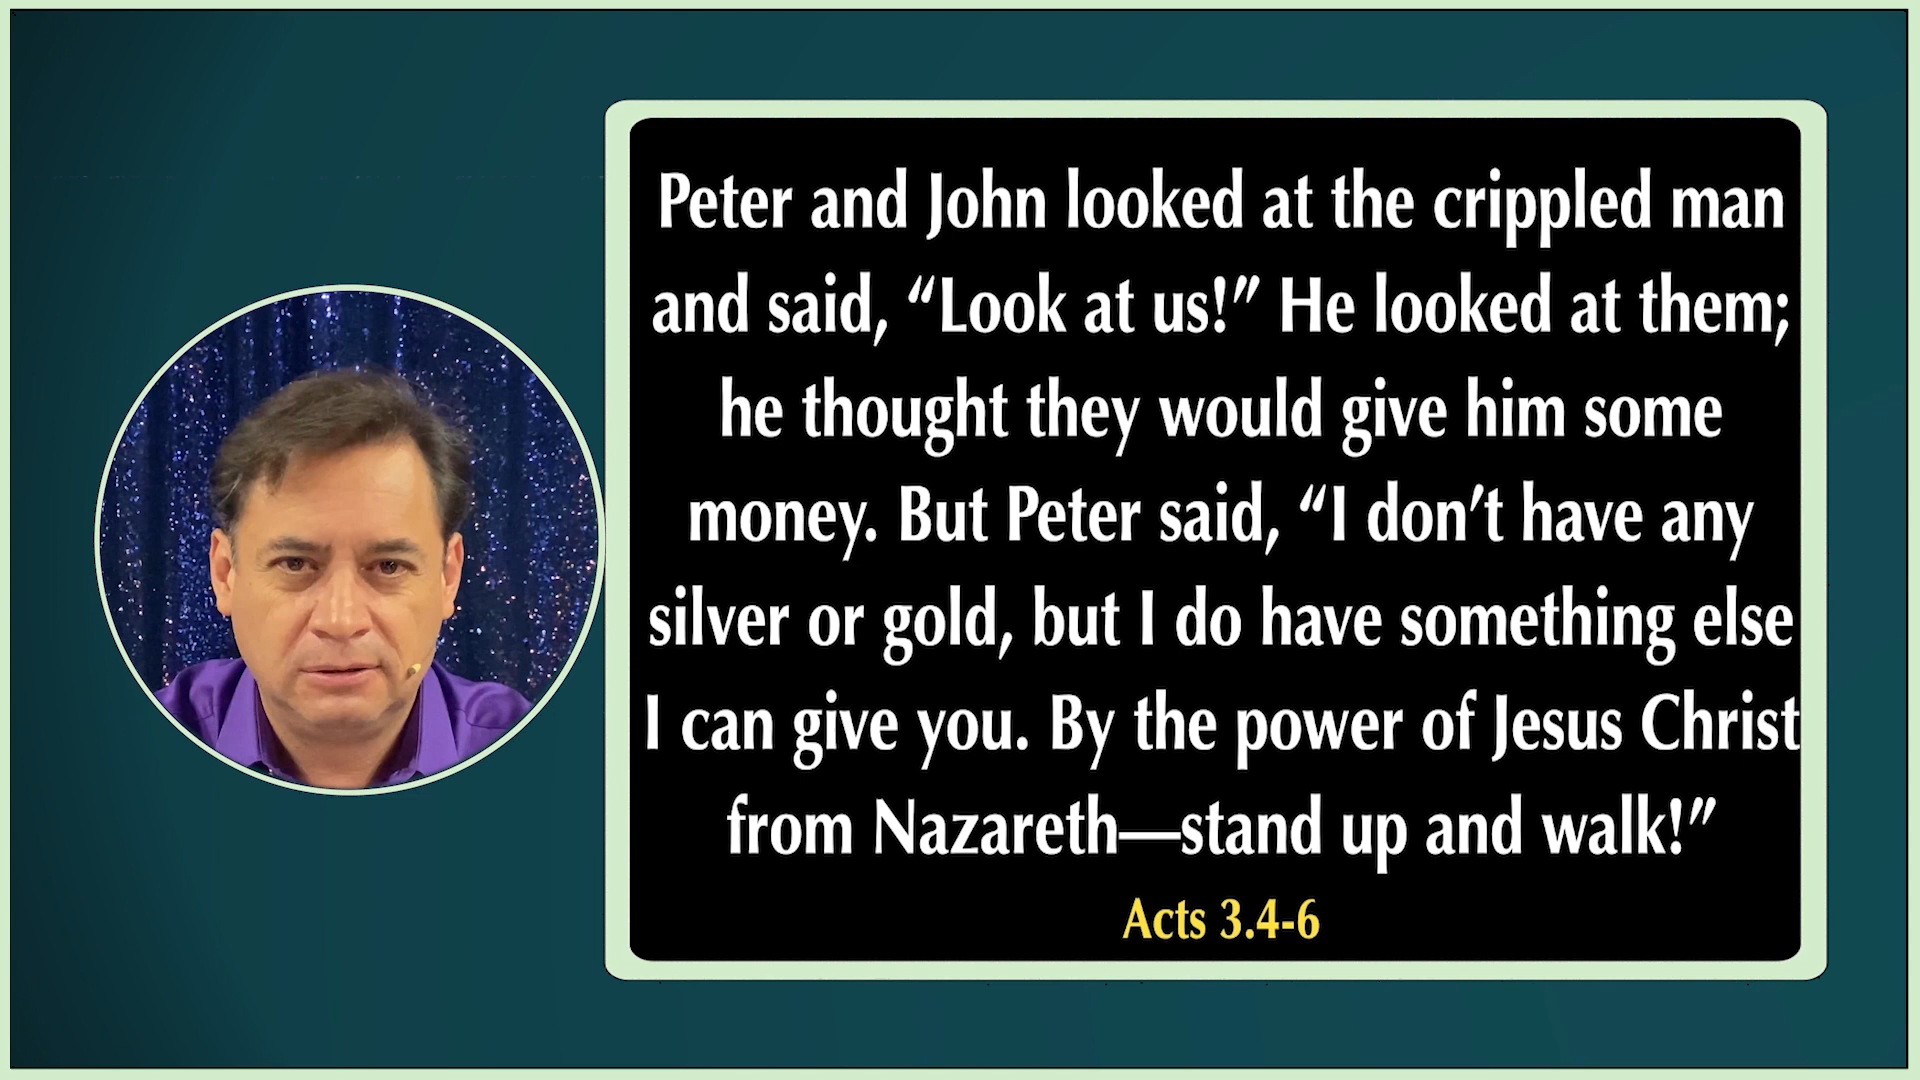 Peter and John looked at the crippled man
and said, “Look at us!” He looked at them;
he thought they would give him some
money. But Peter said, “I don’t have any
silver or gold, but I do have something else
I can give you. By the power of Jesus Christ
from Nazareth—stand up and walk!”
Acts 3.4-6